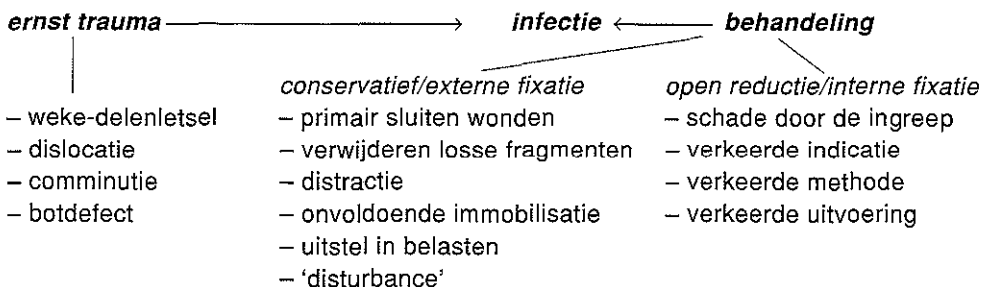 ernst trauma infectie behandeling
conservatief/externe fixatie open reductie/interne fixatie
– weke-delenletsel – primair sluiten wonden – schade door de ingreep
– dislocatie – verwijderen losse fragmenten – verkeerde indicatie
– comminutie – distractie – verkeerde methode
– botdefect – onvoldoende immobilisatie – verkeerde uitvoering
– uitstel in belasten
– ‘disturbance’